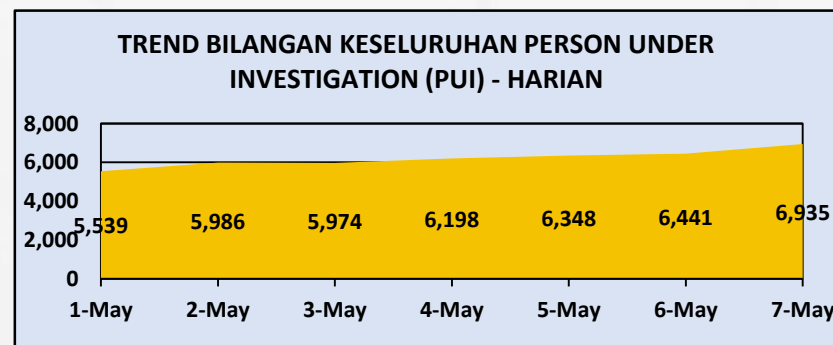 TREND BILANGAN KESELURUHAN PERSON UNDER
INVESTIGATION (PUI) - HARIAN
8,000
6,000
4,000
2,000
0
5,539 5,986 5,974 6,198 6,348 6,441 6,935
1-May 2-May 3-May 4-May 5-May 6-May 7-May